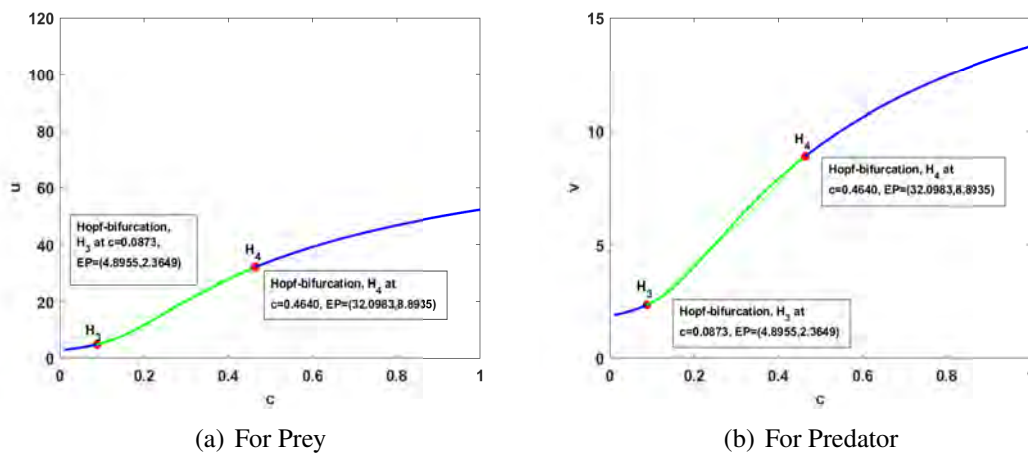 120
100
80
60
40
20
0
u
Hopf-bifurcation,
H3 at c=0.0873,
EP=(4.8955,2.3649)
H3
H4
Hopf-bifurcation, H4 at
c=0.4640, EP=(32.0983,8.8935)
0 0.2 0.4 0.6 0.8 1
c
(a) For Prey
15
10
5
0
v
H4
Hopf-bifurcation, H4 at
c=0.4640, EP=(32.0983,8.8935)
H3
Hopf-bifurcation, H3 at
c=0.0873, EP=(4.8955,2.3649)
0 0.2 0.4 0.6 0.8 1
c
(b) For Predator